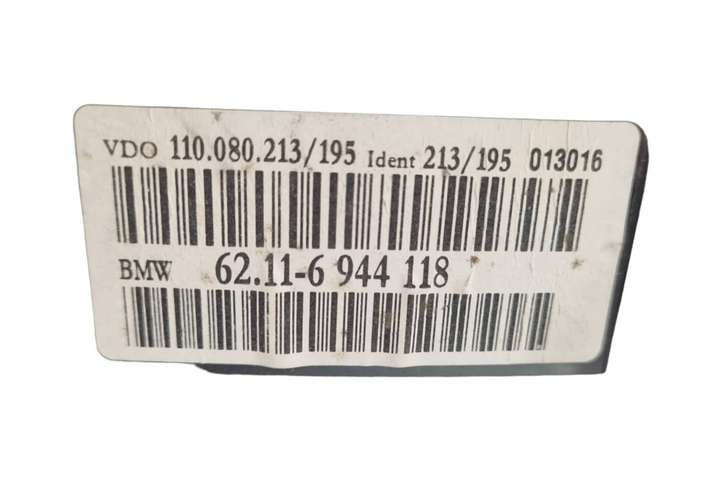 VDO 110.080.213/195 Ident 213/195 013016
BMW 62.11-6 944 118